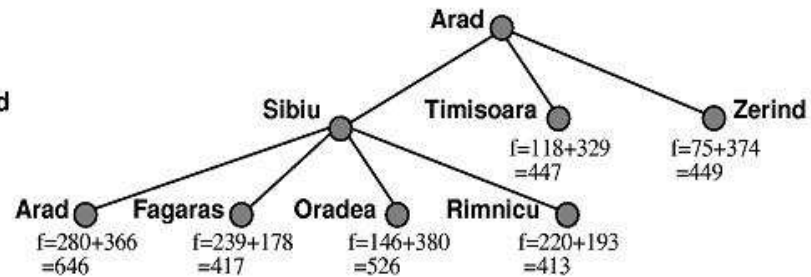 Arad
d
Sibiu
Timisoara
Zerind
f=118+329
=447
f=75+374
=449
Arad
Fagaras
Oradea
Rimnicu
f=280+366
=646
f=239+178
=417
f=146+380
=526
f=220+193
=413